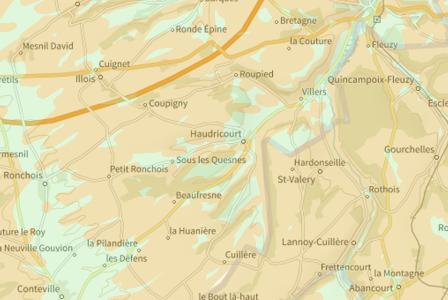 Bretagne
Ronde Épine
la Couture
Mesnil David
Fleuzy
Cuignet
Illois
Roupied
Quincampoix-Fleuzy
Villers
Coupigny
Haudricourt
Gourchelles
Sous les Quesnes
Hardonseille
Petit Ronchois
St-Valery
Ronchois
Rothois
Beaufresne
la Huanière
la Pilandière
Lannoy-Cuillère
a Neuville Gouvion
les Défens
Cuillère
Frettencourt
la Montagne
Conteville
Abancourt
le Bout là-haut